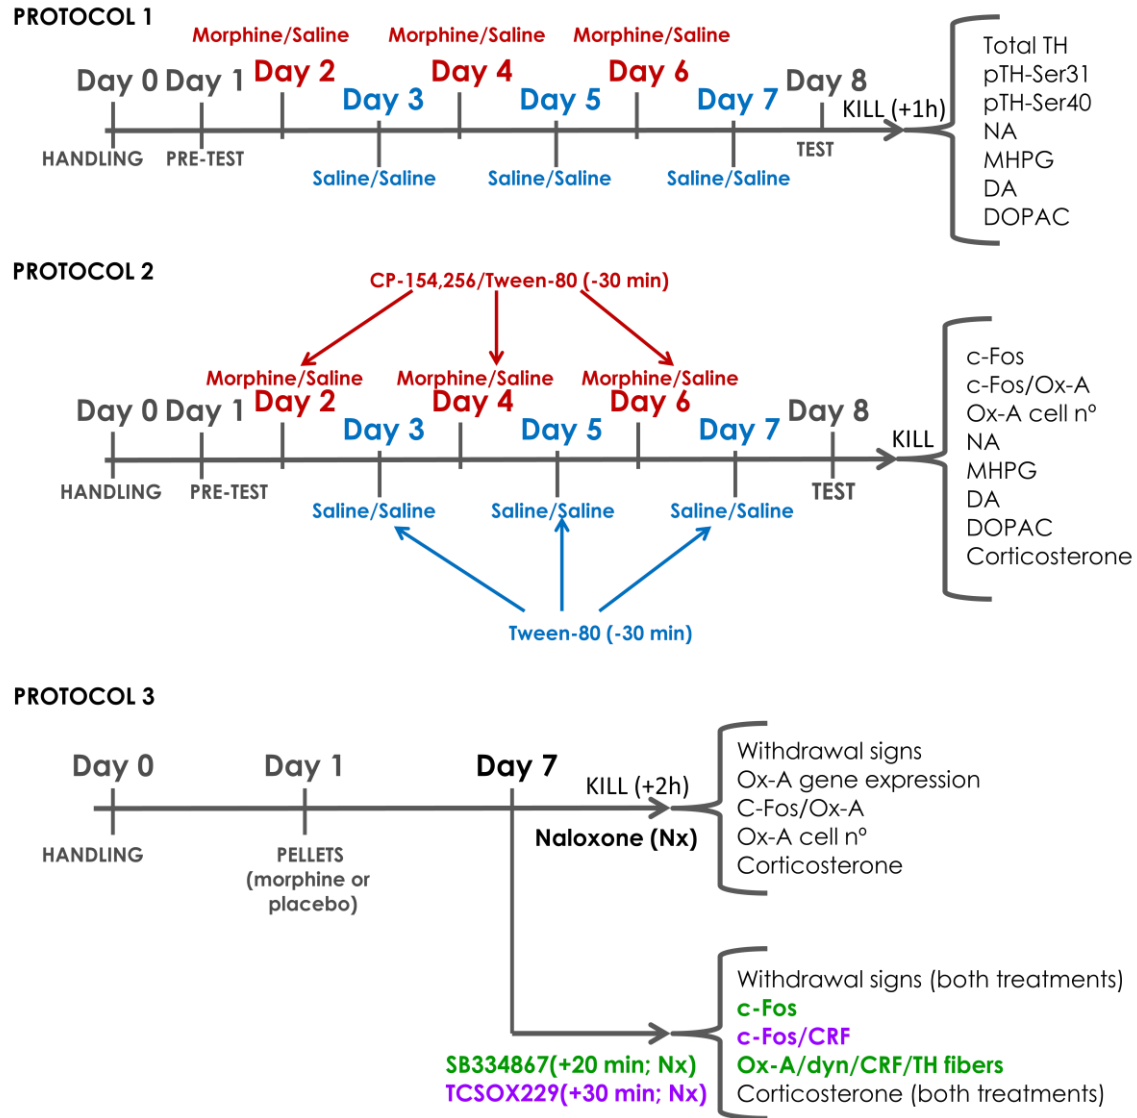 PROTOCOL 1
Morphine/Saline Morphine/Saline Morphine/Saline
Day 0 Day 1 Day 2 Day 3 Day 4 Day 5 Day 6 Day 7 Day 8
KILL (+1h)
HANDLING PRE-TEST TEST
Saline/Saline Saline/Saline Saline/Saline
Total TH
pTH-Ser31
pTH-Ser40
NA
MHPG
DA
DOPAC
PROTOCOL 2
CP-154,256/Tween-80 (-30 min)
Morphine/Saline Morphine/Saline Morphine/Saline
Day 0 Day 1 Day 2 Day 3 Day 4 Day 5 Day 6 Day 7 Day 8
KILL
HANDLING PRE-TEST TEST
Saline/Saline Saline/Saline Saline/Saline
Tween-80 (-30 min)
c-Fos
c-Fos/Ox-A
Ox-A cell nº
NA
MHPG
DA
DOPAC
Corticosterone
PROTOCOL 3
Day 0 Day 1 Day 7
KILL (+2h)
Naloxone (Nx)
HANDLING PELLETS
(morphine or
placebo)
Withdrawal signs
Ox-A gene expression
C-Fos/Ox-A
Ox-A cell nº
Corticosterone
SB334867(+20 min; Nx)
TCSOX229(+30 min; Nx)
Withdrawal signs (both treatments)
c-Fos
c-Fos/CRF
Ox-A/dyn/CRF/TH fibers
Corticosterone (both treatments)